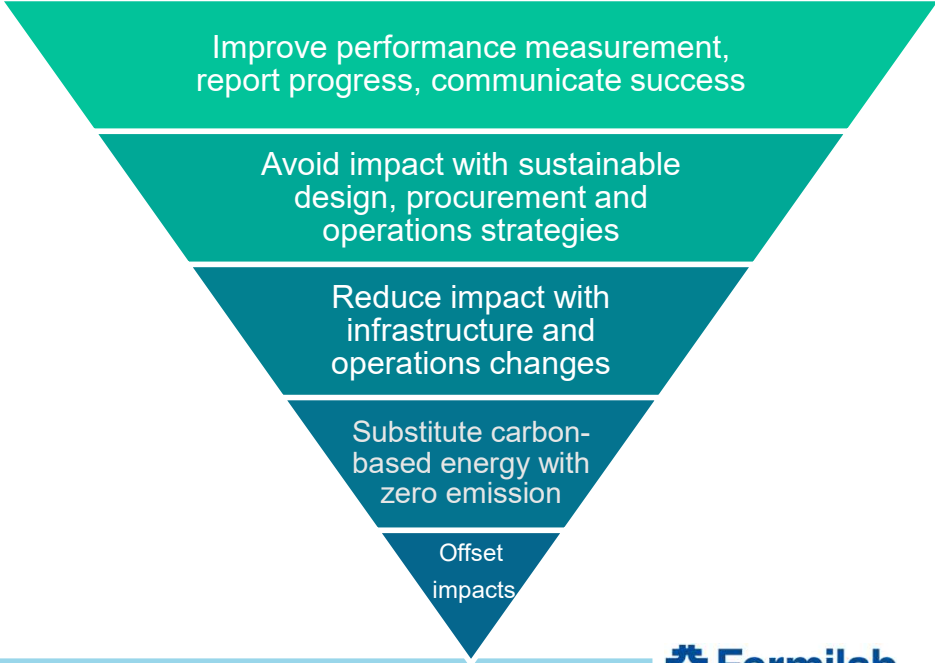 Improve performance measurement,
report progress, communicate success
Avoid impact with sustainable
design, procurement and
operations strategies
Reduce impact with
infrastructure and
operations changes
Substitute carbon-
based energy with
zero emission
Offset
impacts
Fermilab